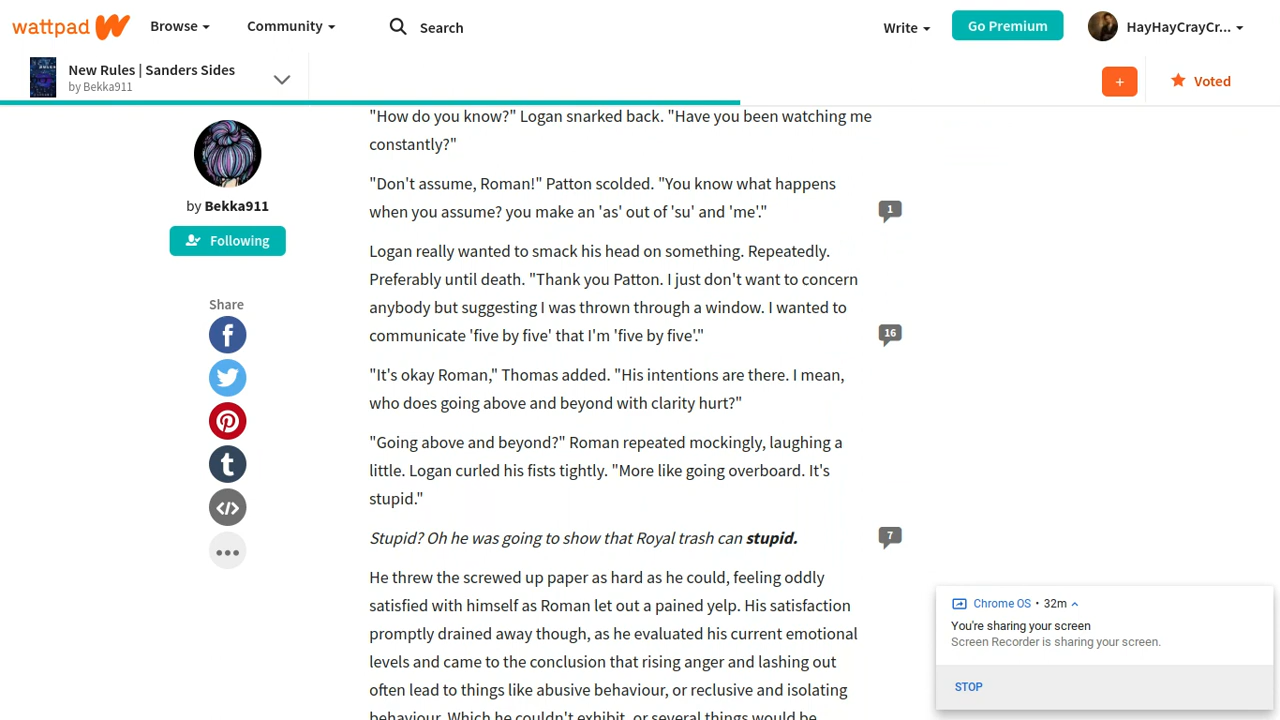 wattpad
Browse
Community
Search
Write
Go Premium
HayHayCrayCr...
New Rules | Sanders Sides
by Bekka911
+
Voted
by Bekka911
Following
Share
"How do you know?" Logan snarked back. "Have you been watching me
constantly?"
"Don't assume, Roman!" Patton scolded. "You know what happens
when you assume? you make an 'as' out of 'su' and 'me'."
1
Logan really wanted to smack his head on something. Repeatedly.
Preferably until death. "Thank you Patton. I just don't want to concern
anybody but suggesting I was thrown through a window. I wanted to
communicate 'five by five' that I'm 'five by five'."
16
"It's okay Roman," Thomas added. "His intentions are there. I mean,
who does going above and beyond with clarity hurt?"
"Going above and beyond?" Roman repeated mockingly, laughing a
little. Logan curled his fists tightly. "More like going overboard. It's
stupid."
Stupid? Oh he was going to show that Royal trash can stupid.
7
He threw the screwed up paper as hard as he could, feeling oddly
satisfied with himself as Roman let out a pained yelp. His satisfaction
promptly drained away though, as he evaluated his current emotional
levels and came to the conclusion that rising anger and lashing out
often lead to things like abusive behaviour, or reclusive and isolating
behaviour. Which he couldn't exhibit, or several things would be
Chrome OS • 32m
You're sharing your screen
Screen Recorder is sharing your screen.
STOP